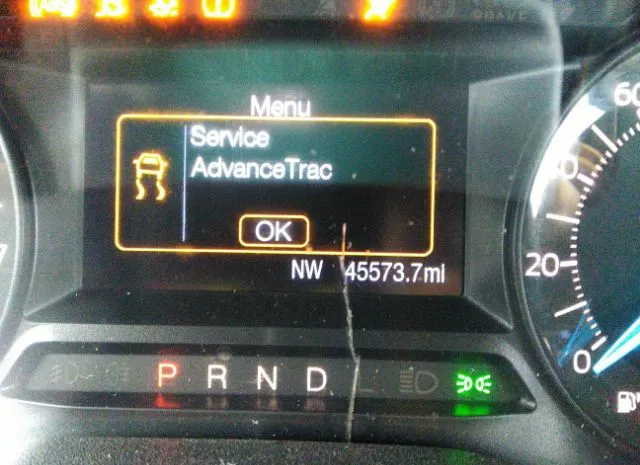 Menu
Service
AdvanceTrac
OK
NW 45573.7mi
60
20
0
P R N D